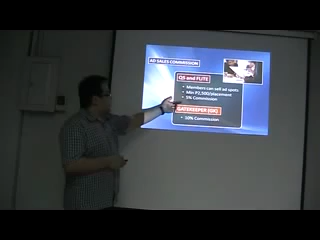 AD SALES COMMISSION
QS and FLITE
• Members can sell ad spots
• Min P2,500/placement
• 5% Commission
GATEKEEPER [GK]
• 10% Commission